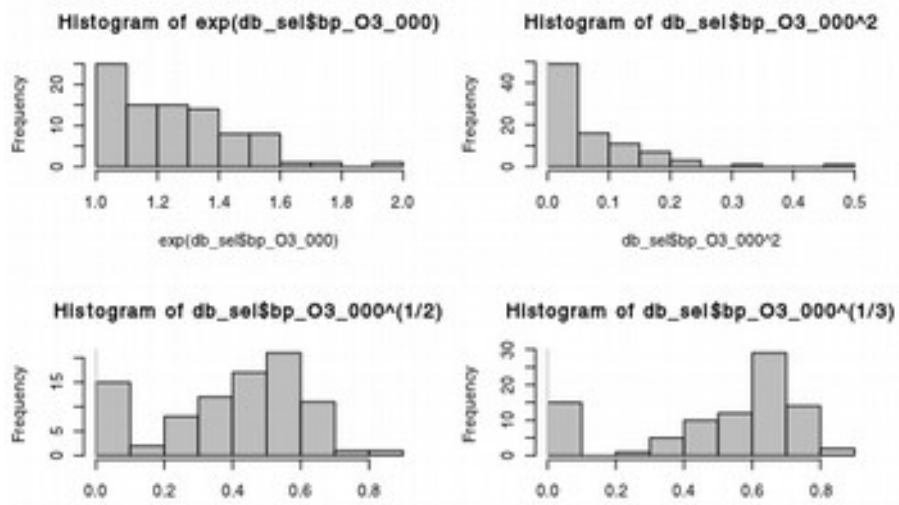 Histogram of exp(db_sel$bp_O3_000)
Frequency
0 10 20
1.0 1.2 1.4 1.6 1.8 2.0
exp(db_sel$bp_O3_000)
Histogram of db_sel$bp_O3_000^2
Frequency
0 20 40
0.0 0.1 0.2 0.3 0.4 0.5
db_sel$bp_O3_000^2
Histogram of db_sel$bp_O3_000^(1/2)
Frequency
0 5 15
0.0 0.2 0.4 0.6 0.8
Histogram of db_sel$bp_O3_000^(1/3)
Frequency
0 10 20 30
0.0 0.2 0.4 0.6 0.8